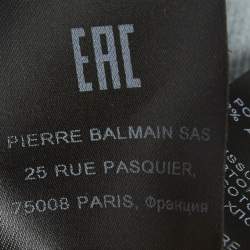 EAC
PIERRE BALMAIN SAS
25 RUE PASQUIER,
75008 PARIS, Франция